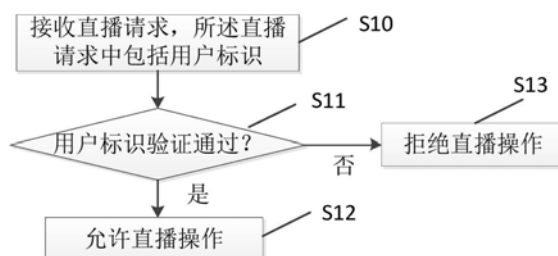 接收直播请求，所述直播
请求中包括用户标识
S10
用户标识验证通过？
S11
否
拒绝直播操作
S13
是
允许直播操作
S12